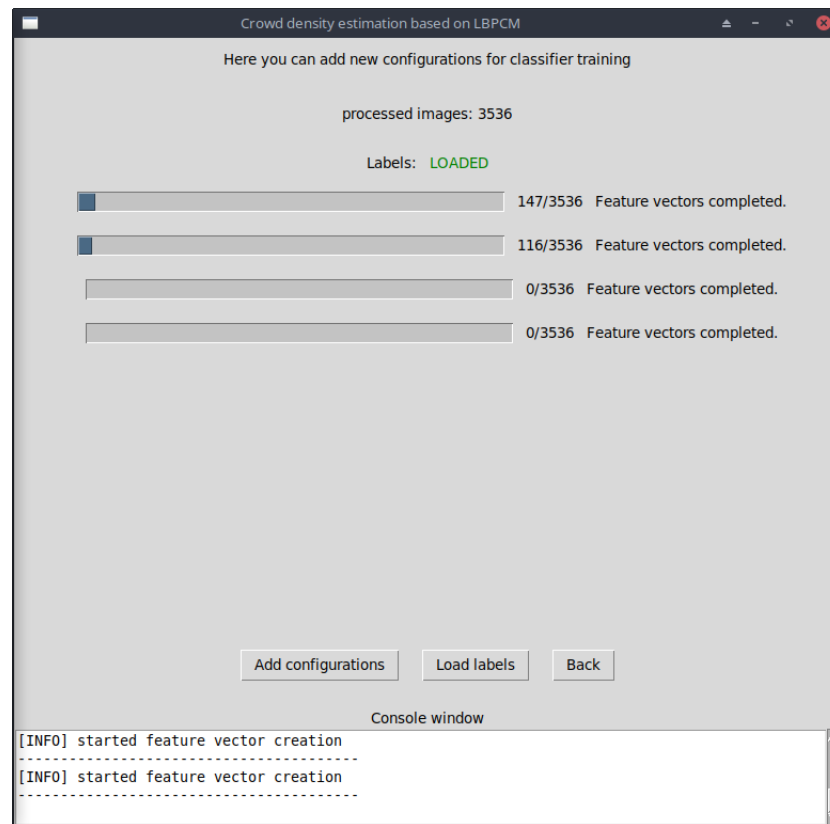 Crowd density estimation based on LBPCM
Here you can add new configurations for classifier training
processed images: 3536
Labels: LOADED
147/3536 Feature vectors completed.
116/3536 Feature vectors completed.
0/3536 Feature vectors completed.
0/3536 Feature vectors completed.
Add configurations Load labels Back
Console window
[INFO] started feature vector creation
----------------------------------------
[INFO] started feature vector creation
----------------------------------------